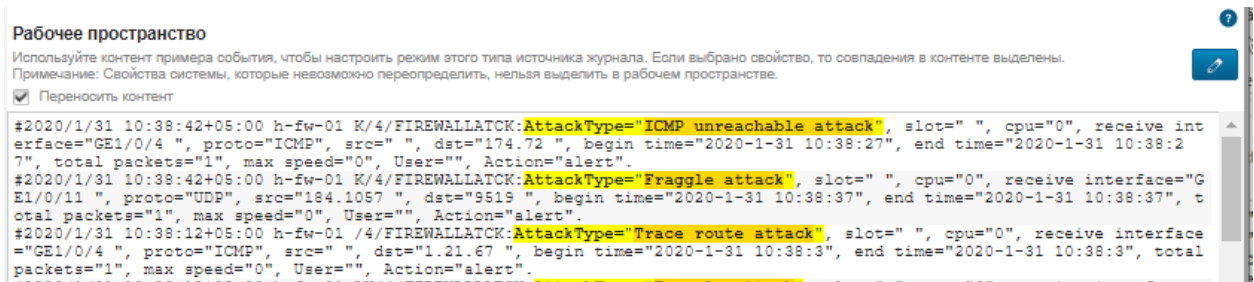 ?
Рабочее пространство
Используйте контент примера события, чтобы настроить режим этого типа источника журнала. Если выбрано свойство, то совпадения в контенте выделены.
Примечание: Свойства системы, которые невозможно переопределить, нельзя выделить в рабочем пространстве.
Переносить контент
#2020/1/31 10:38:42+05:00 h-fw-01 K/4/FIREWALLATCK:AttackType="ICMP unreachable attack", slot=" ", cpu="0", receive int
erface="GE1/0/4 ", proto="ICMP", src=" ", dst="174.72 ", begin time="2020-1-31 10:38:27", end time="2020-1-31 10:38:2
7", total packets="1", max speed="0", User="", Action="alert".
#2020/1/31 10:38:42+05:00 h-fw-01 K/4/FIREWALLATCK:AttackType="Fraggle attack", slot=" ", cpu="0", receive interface="G
E1/0/11 ", proto="UDP", src="184.1057 ", dst="9519 ", begin time="2020-1-31 10:38:37", end time="2020-1-31 10:38:37", t
otal packets="1", max speed="0", User="", Action="alert".
#2020/1/31 10:38:12+05:00 h-fw-01 /4/FIREWALLATCK:AttackType="Trace route attack", slot=" ", cpu="0", receive interface
="GE1/0/4 ", proto="ICMP", src=" ", dst="1.21.67 ", begin time="2020-1-31 10:38:3", end time="2020-1-31 10:38:3", total
packets="1", max speed="0", User="", Action="alert".